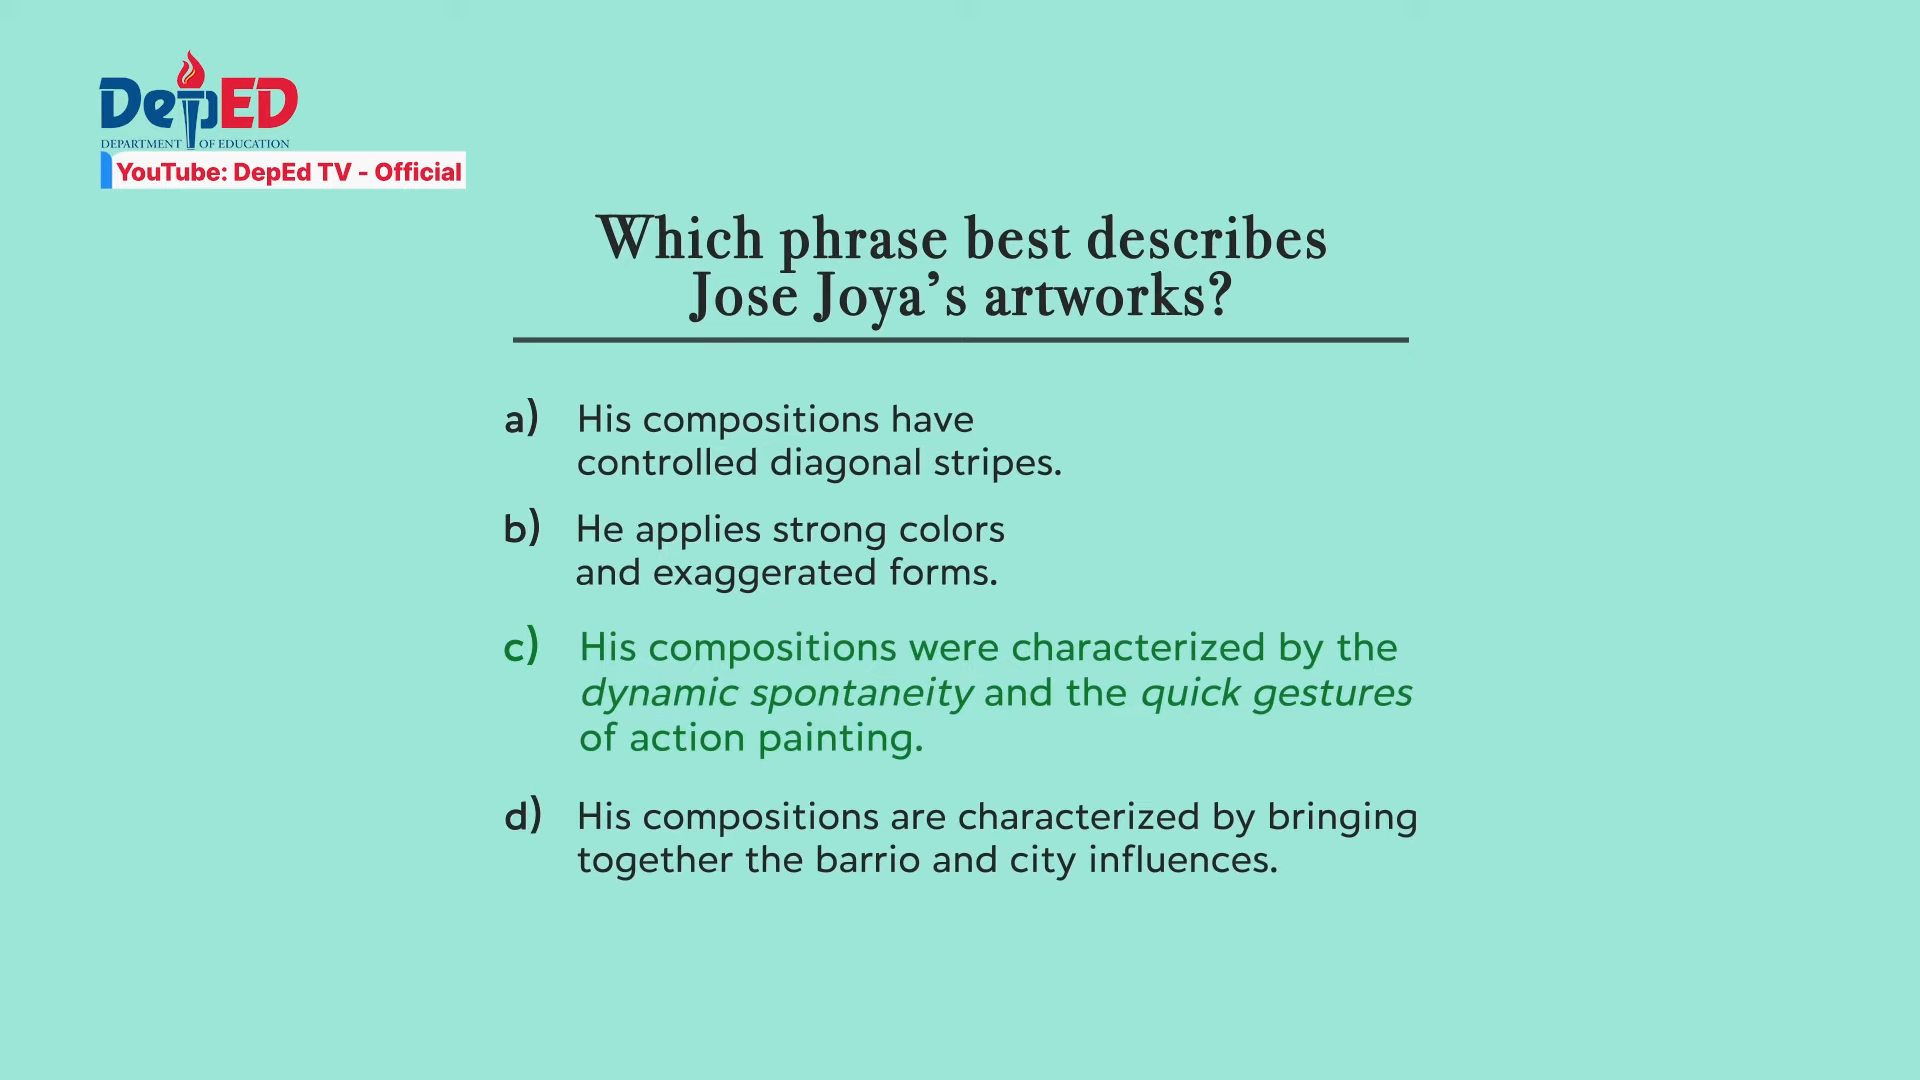 DepED
DEPARTMENT OF EDUCATION
YouTube: DepEd TV - Official
Which phrase best describes
Jose Joya’s artworks?
a) His compositions have
controlled diagonal stripes.
b) He applies strong colors
and exaggerated forms.
c) His compositions were characterized by the
dynamic spontaneity and the quick gestures
of action painting.
d) His compositions are characterized by bringing
together the barrio and city influences.